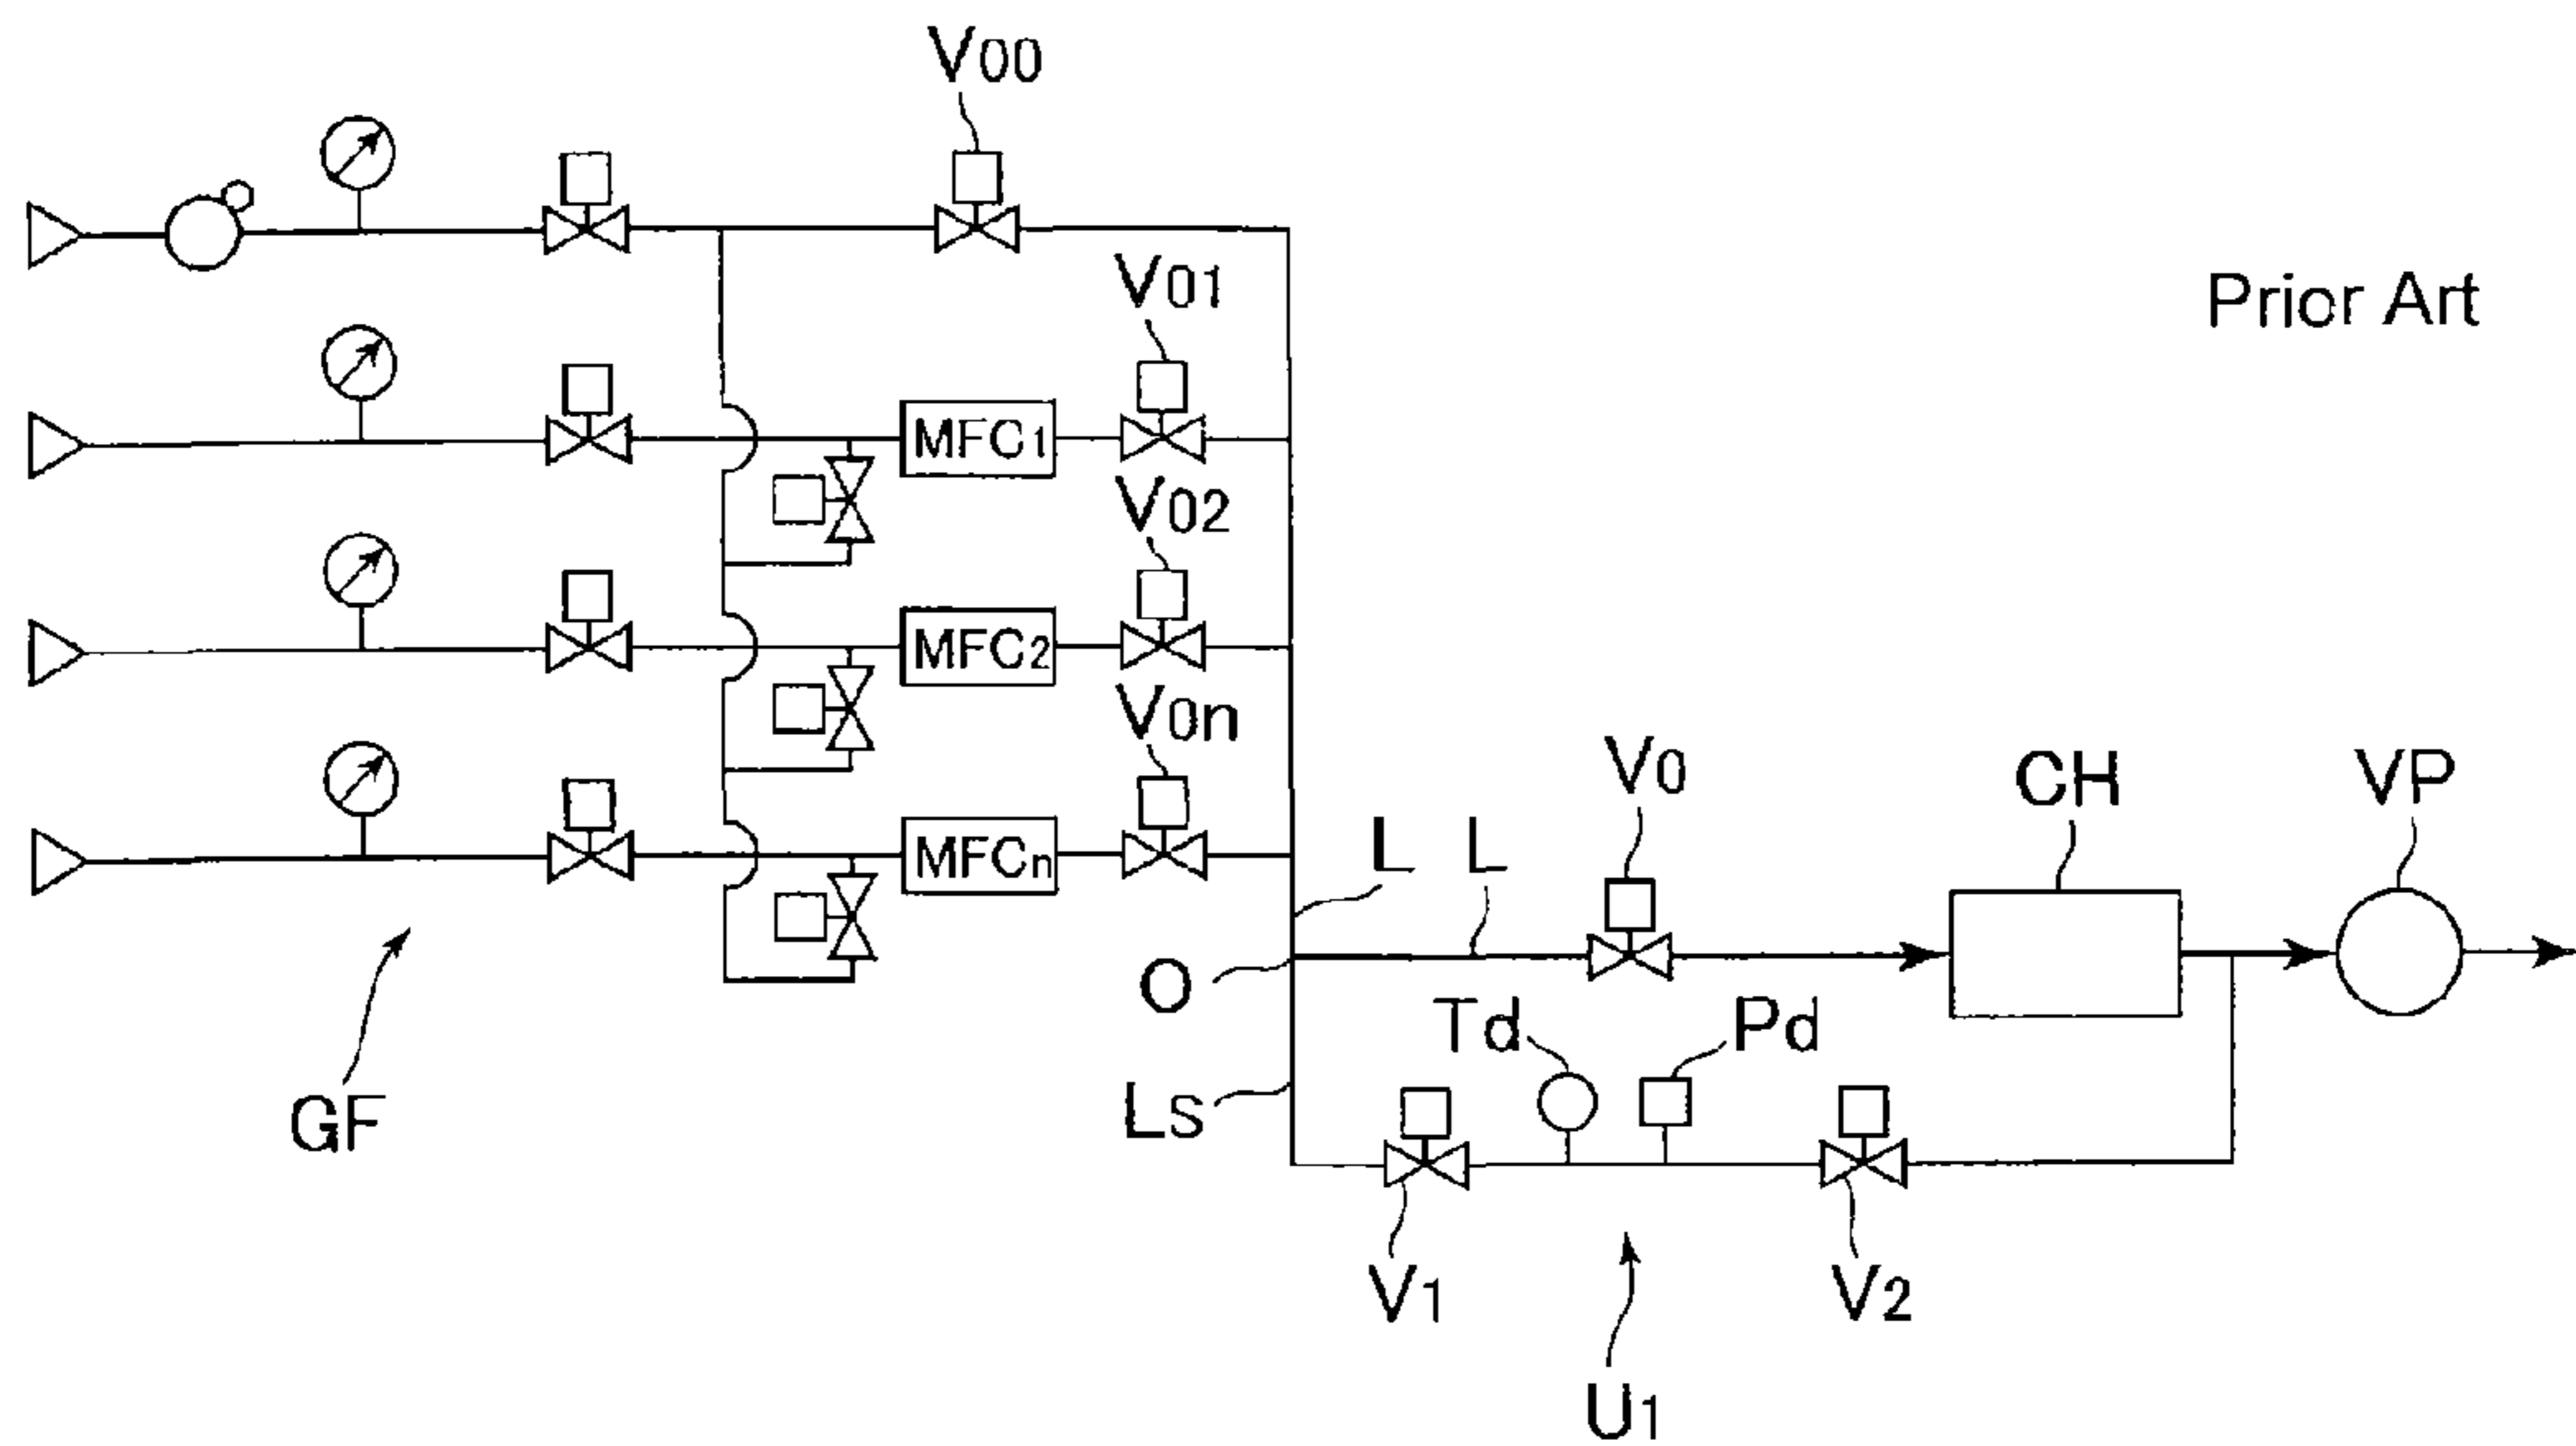 V00
V01
Prior Art
MFC1
V02
MFC2
V0n
V0
CH
VP
MFCn
L
L
O
Td
Pd
GF
LS
V1
V2
U1